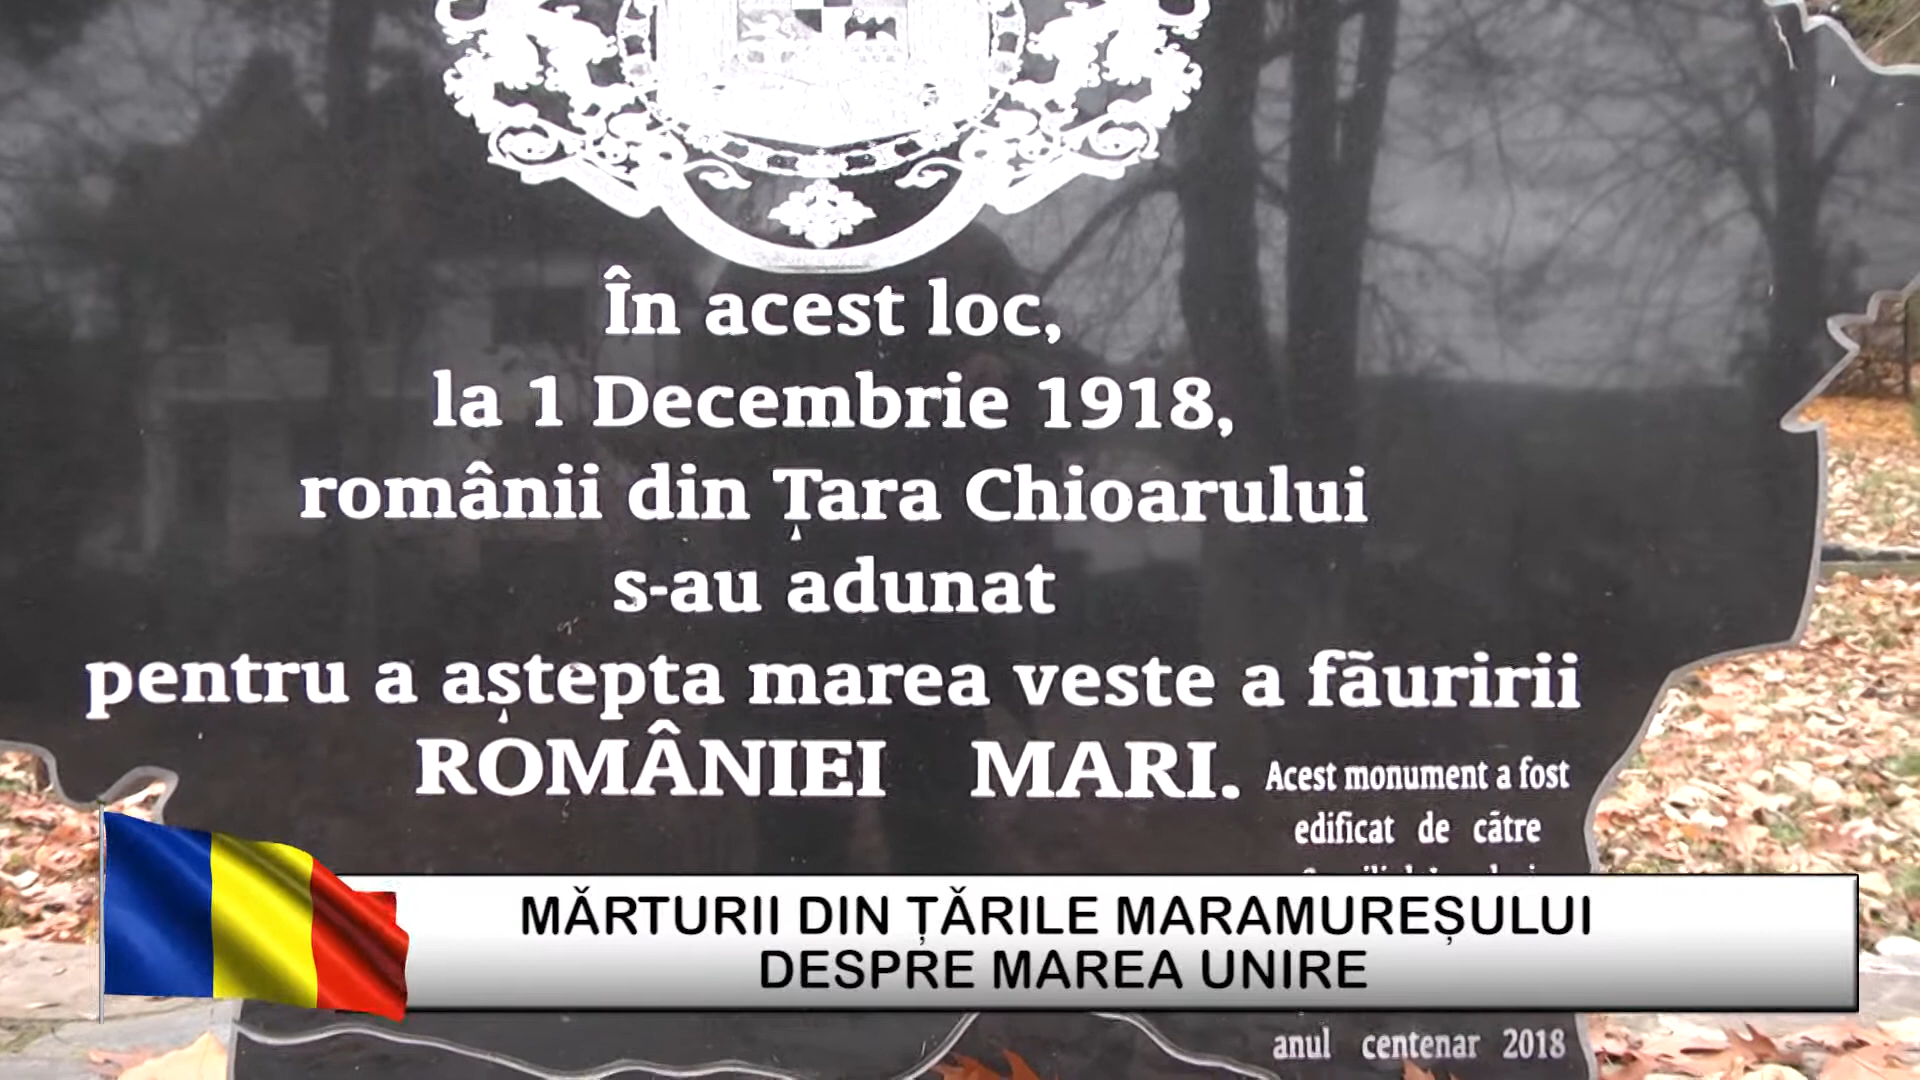 În acest loc,
la 1 Decembrie 1918,
românii din Țara Chioarului
s-au adunat
pentru a aștepta marea veste a făuririi
ROMÂNIEI MARI.
Acest monument a fost
edificat de către
MĂRTURII DIN ȚĂRILE MARAMUREȘULUI
DESPRE MAREA UNIRE
anul centenar 2018